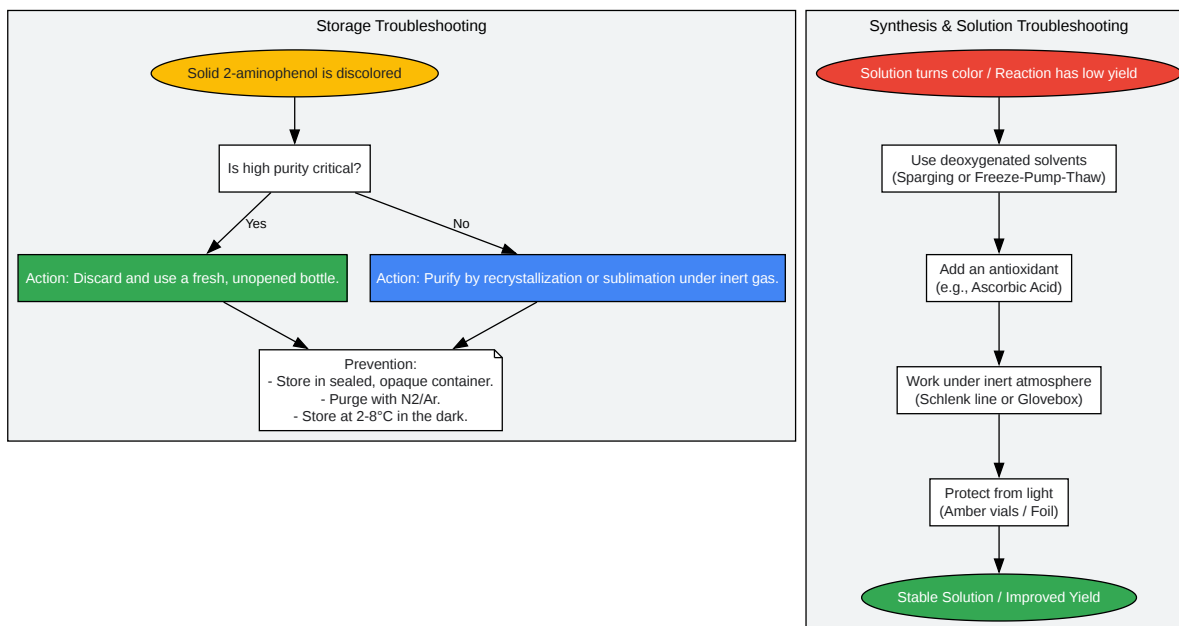 Storage Troubleshooting
Solid 2-aminophenol is discolored
Is high purity critical?
Yes
No
Action: Discard and use a fresh, unopened bottle.
Action: Purify by recrystallization or sublimation under inert gas.
Prevention:
- Store in sealed, opaque container.
- Purge with N2/Ar.
- Store at 2-8°C in the dark.
Synthesis & Solution Troubleshooting
Solution turns color / Reaction has low yield
Use deoxygenated solvents
(Sparging or Freeze-Pump-Thaw)
Add an antioxidant
(e.g., Ascorbic Acid)
Work under inert atmosphere
(Schlenk line or Glovebox)
Protect from light
(Amber vials / Foil)
Stable Solution / Improved Yield